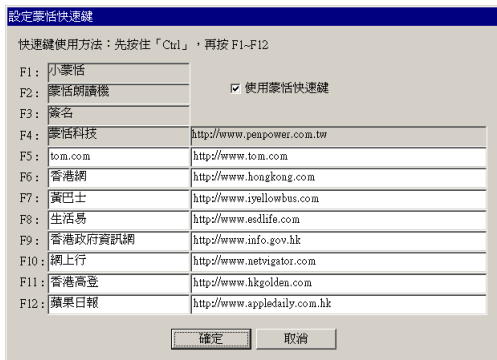 設定蒙恬快速鍵
快速鍵使用方法：先按住「Ctrl」，再按 F1~F12
F1： 小蒙恬
F2： 蒙恬朗讀機
使用蒙恬快速鍵
F3： 簽名
F4： 蒙恬科技 http://www.penpower.com.tw
F5： tom.com http://www.tom.com
F6： 香港網 http://www.hongkong.com
F7： 黃巴士 http://www.iyellowbus.com
F8： 生活易 http://www.esdlife.com
F9： 香港政府資訊網 http://www.info.gov.hk
F10： 網上行 http://www.netvigator.com
F11： 香港高登 http://www.hkgolden.com
F12： 蘋果日報 http://www.appledaily.com.hk
確定 取消